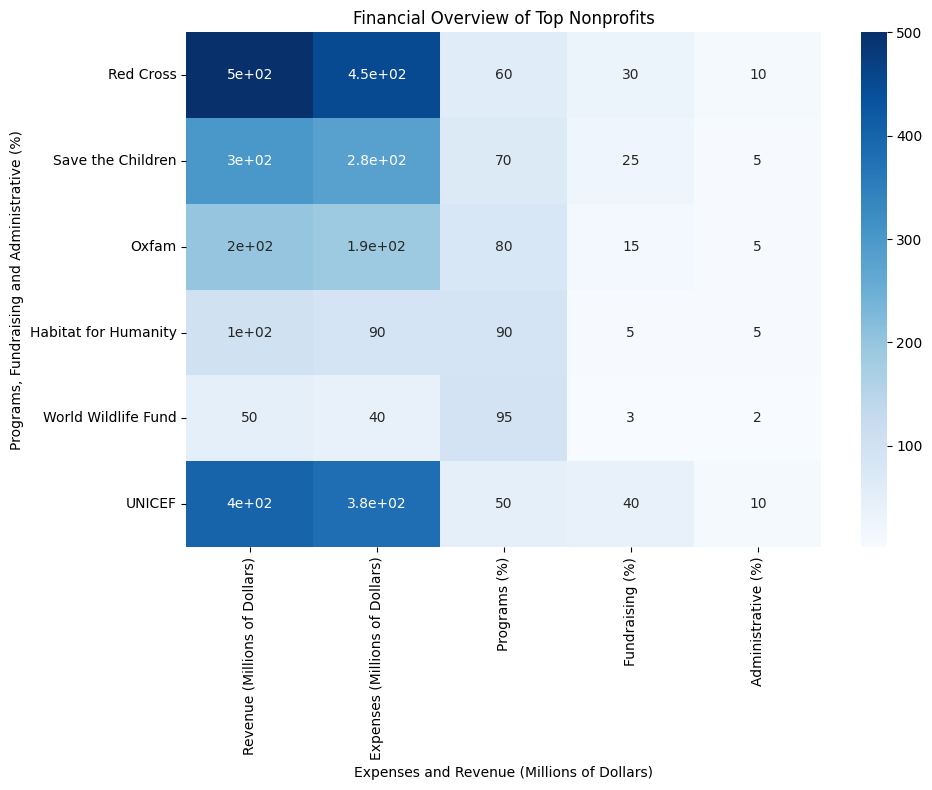 Financial Overview of Top Nonprofits
Programs, Fundraising and Administrative (%)
Red Cross 5e+02 4.5e+02 60 30 10
Save the Children 3e+02 2.8e+02 70 25 5
Oxfam 2e+02 1.9e+02 80 15 5
Habitat for Humanity 1e+02 90 90 5 5
World Wildlife Fund 50 40 95 3 2
UNICEF 4e+02 3.8e+02 50 40 10
Revenue (Millions of Dollars)
Expenses (Millions of Dollars)
Programs (%)
Fundraising (%)
Administrative (%)
Expenses and Revenue (Millions of Dollars)
500
400
300
200
100